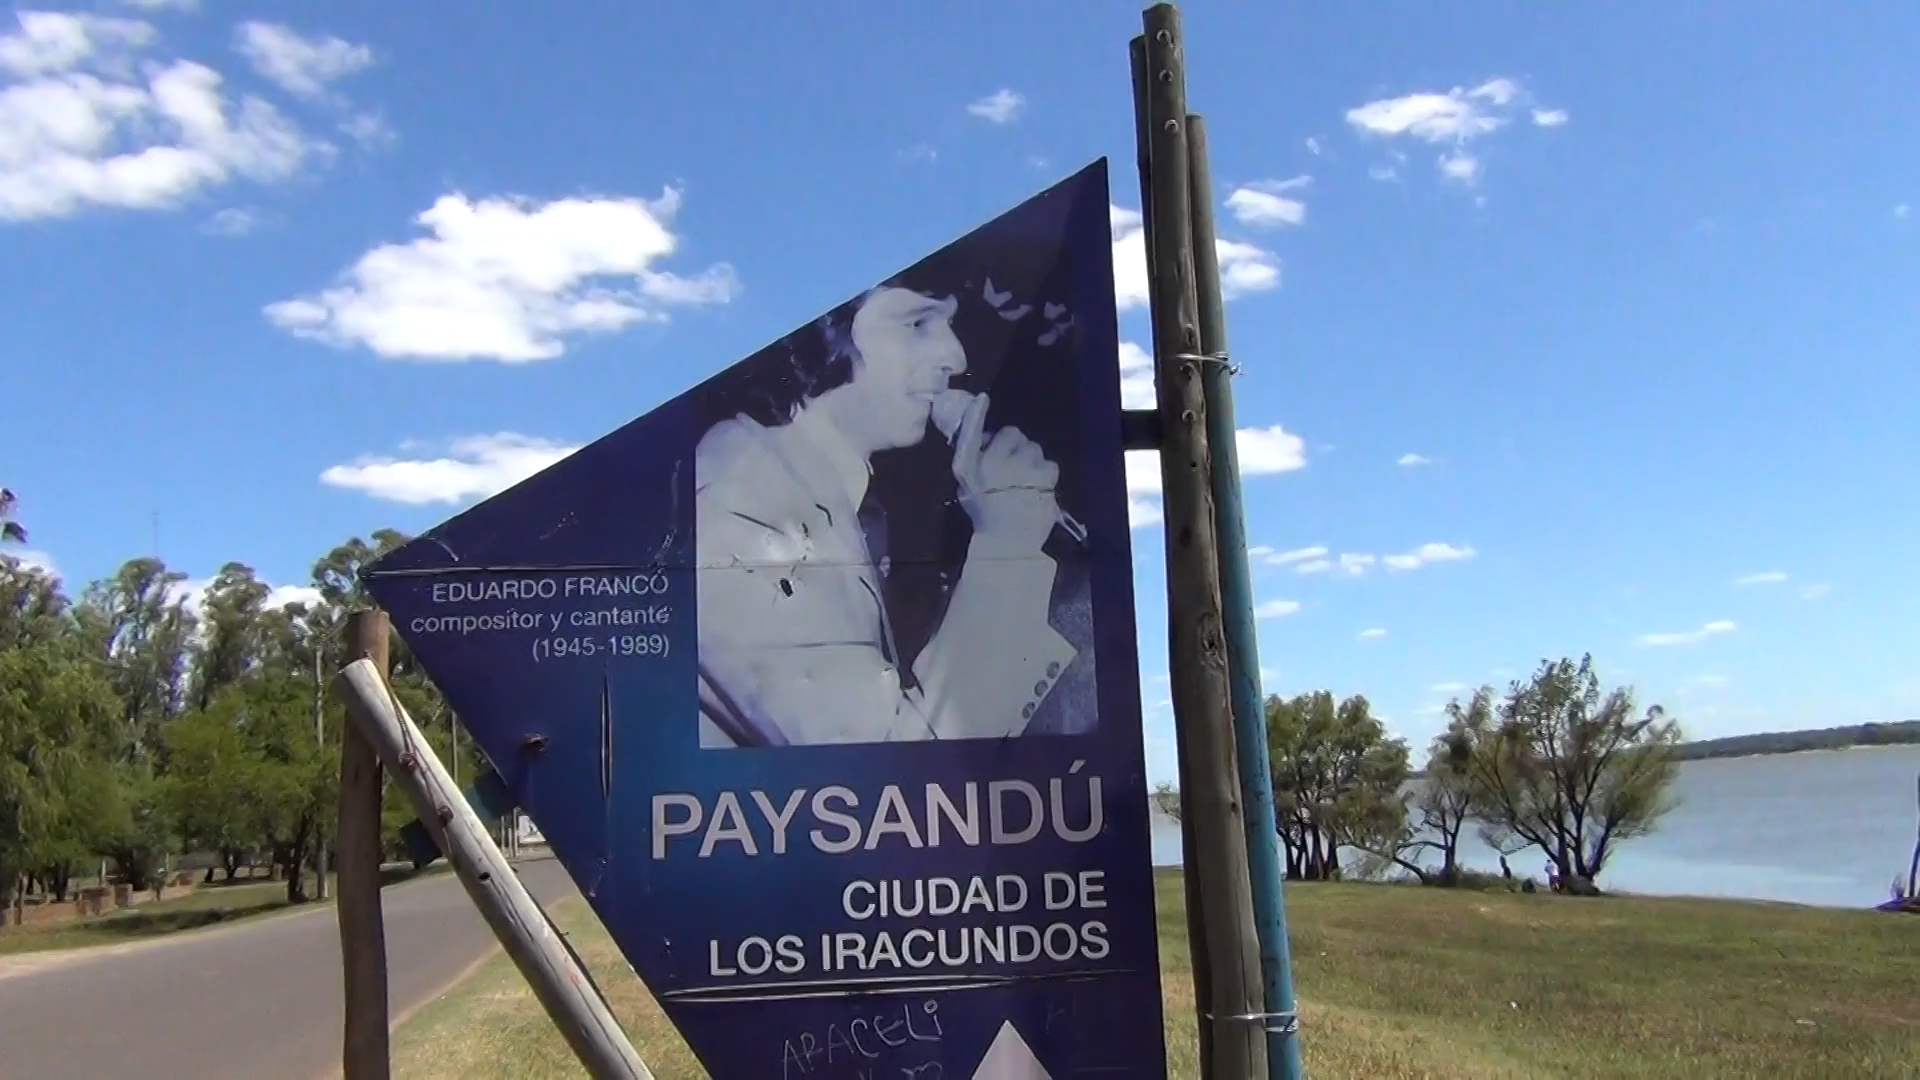 EDUARDO FRANCO
compositor y cantante
(1945-1989)
PAYSANDÚ
CIUDAD DE
LOS IRACUNDOS
ARACELi